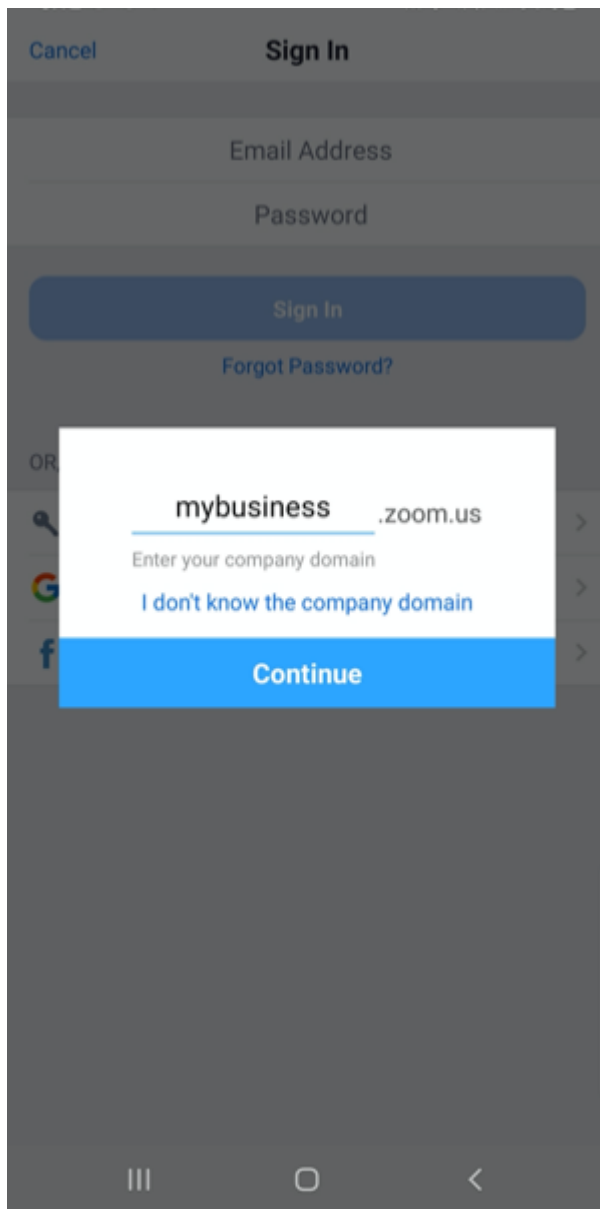 Cancel Sign In
Email Address
Password
Sign In
Forgot Password?
OR,
mybusiness .zoom.us
Enter your company domain
I don't know the company domain
Continue